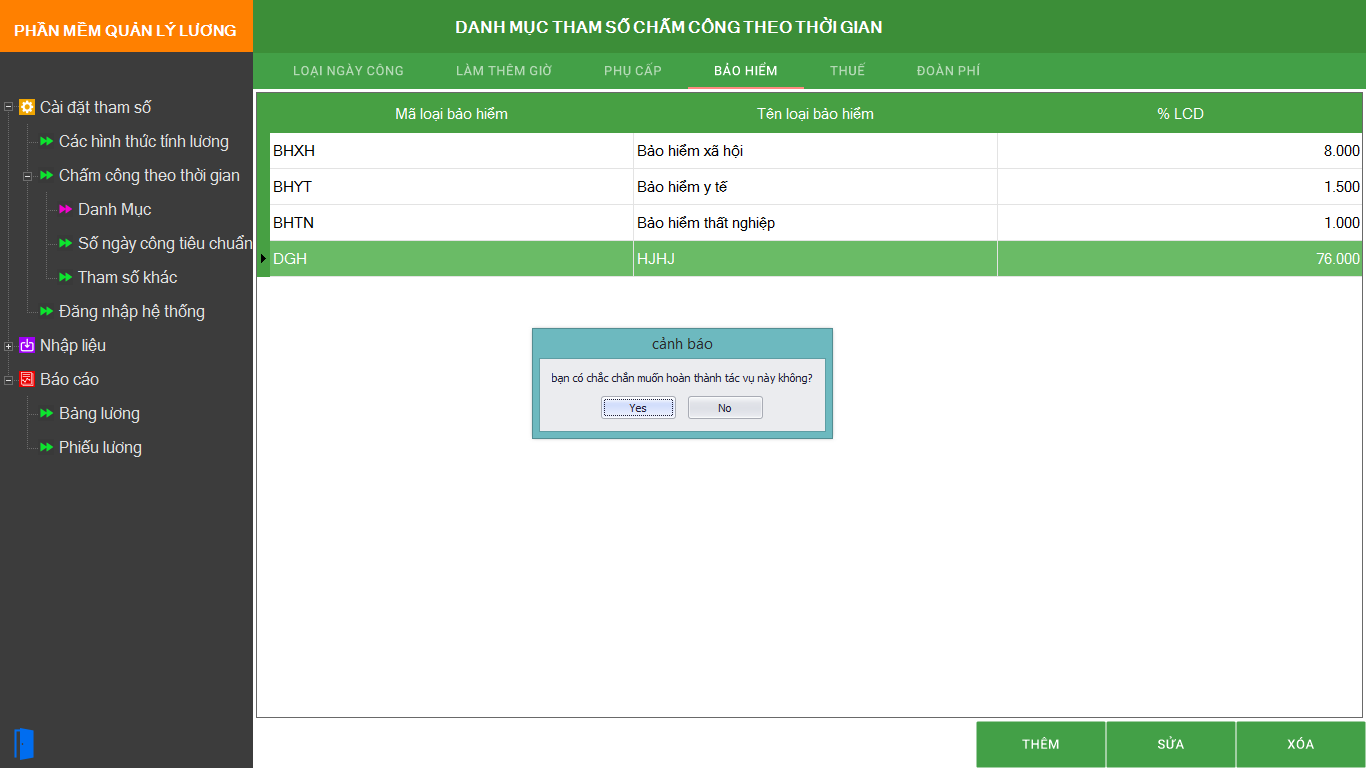 PHẦN MỀM QUẢN LÝ LƯƠNG
DANH MỤC THAM SỐ CHẤM CÔNG THEO THỜI GIAN
LOẠI NGÀY CÔNG LÀM THÊM GIỜ PHỤ CẤP BẢO HIỂM THUẾ ĐOÀN PHÍ
Cài đặt tham số
Các hình thức tính lương
Chấm công theo thời gian
Danh Mục
Số ngày công tiêu chuẩn
Tham số khác
Đăng nhập hệ thống
Nhập liệu
Báo cáo
Bảng lương
Phiếu lương
Mã loại bảo hiểm Tên loại bảo hiểm % LCD
BHXH Bảo hiểm xã hội 8.000
BHYT Bảo hiểm y tế 1.500
BHTN Bảo hiểm thất nghiệp 1.000
DGH HJHJ 76.000
cảnh báo
bạn có chắc chắn muốn hoàn thành tác vụ này không?
Yes No
THÊM SỬA XÓA